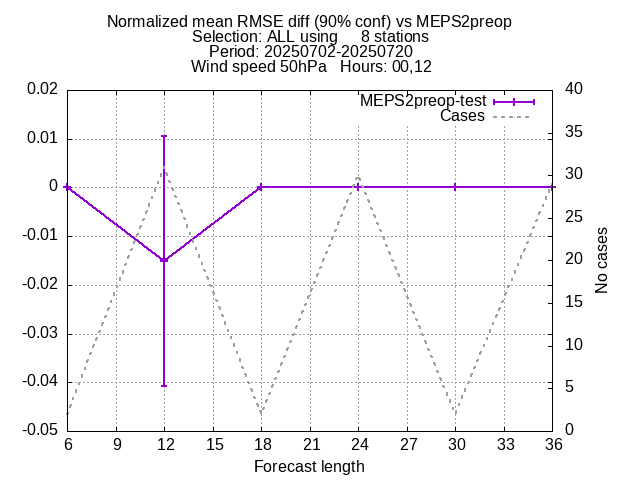 Normalized mean RMSE diff (90% conf) vs MEPS2preop
Selection: ALL using     8 stations
Period: 20250702-20250720
Wind speed 50hPa   Hours: 00,12
MEPS2preop-test
Cases
0.02
0.01
0
-0.01
-0.02
-0.03
-0.04
-0.05
40
35
30
25
20
15
10
5
0
No cases
6 9 12 15 18 21 24 27 30 33 36
Forecast length